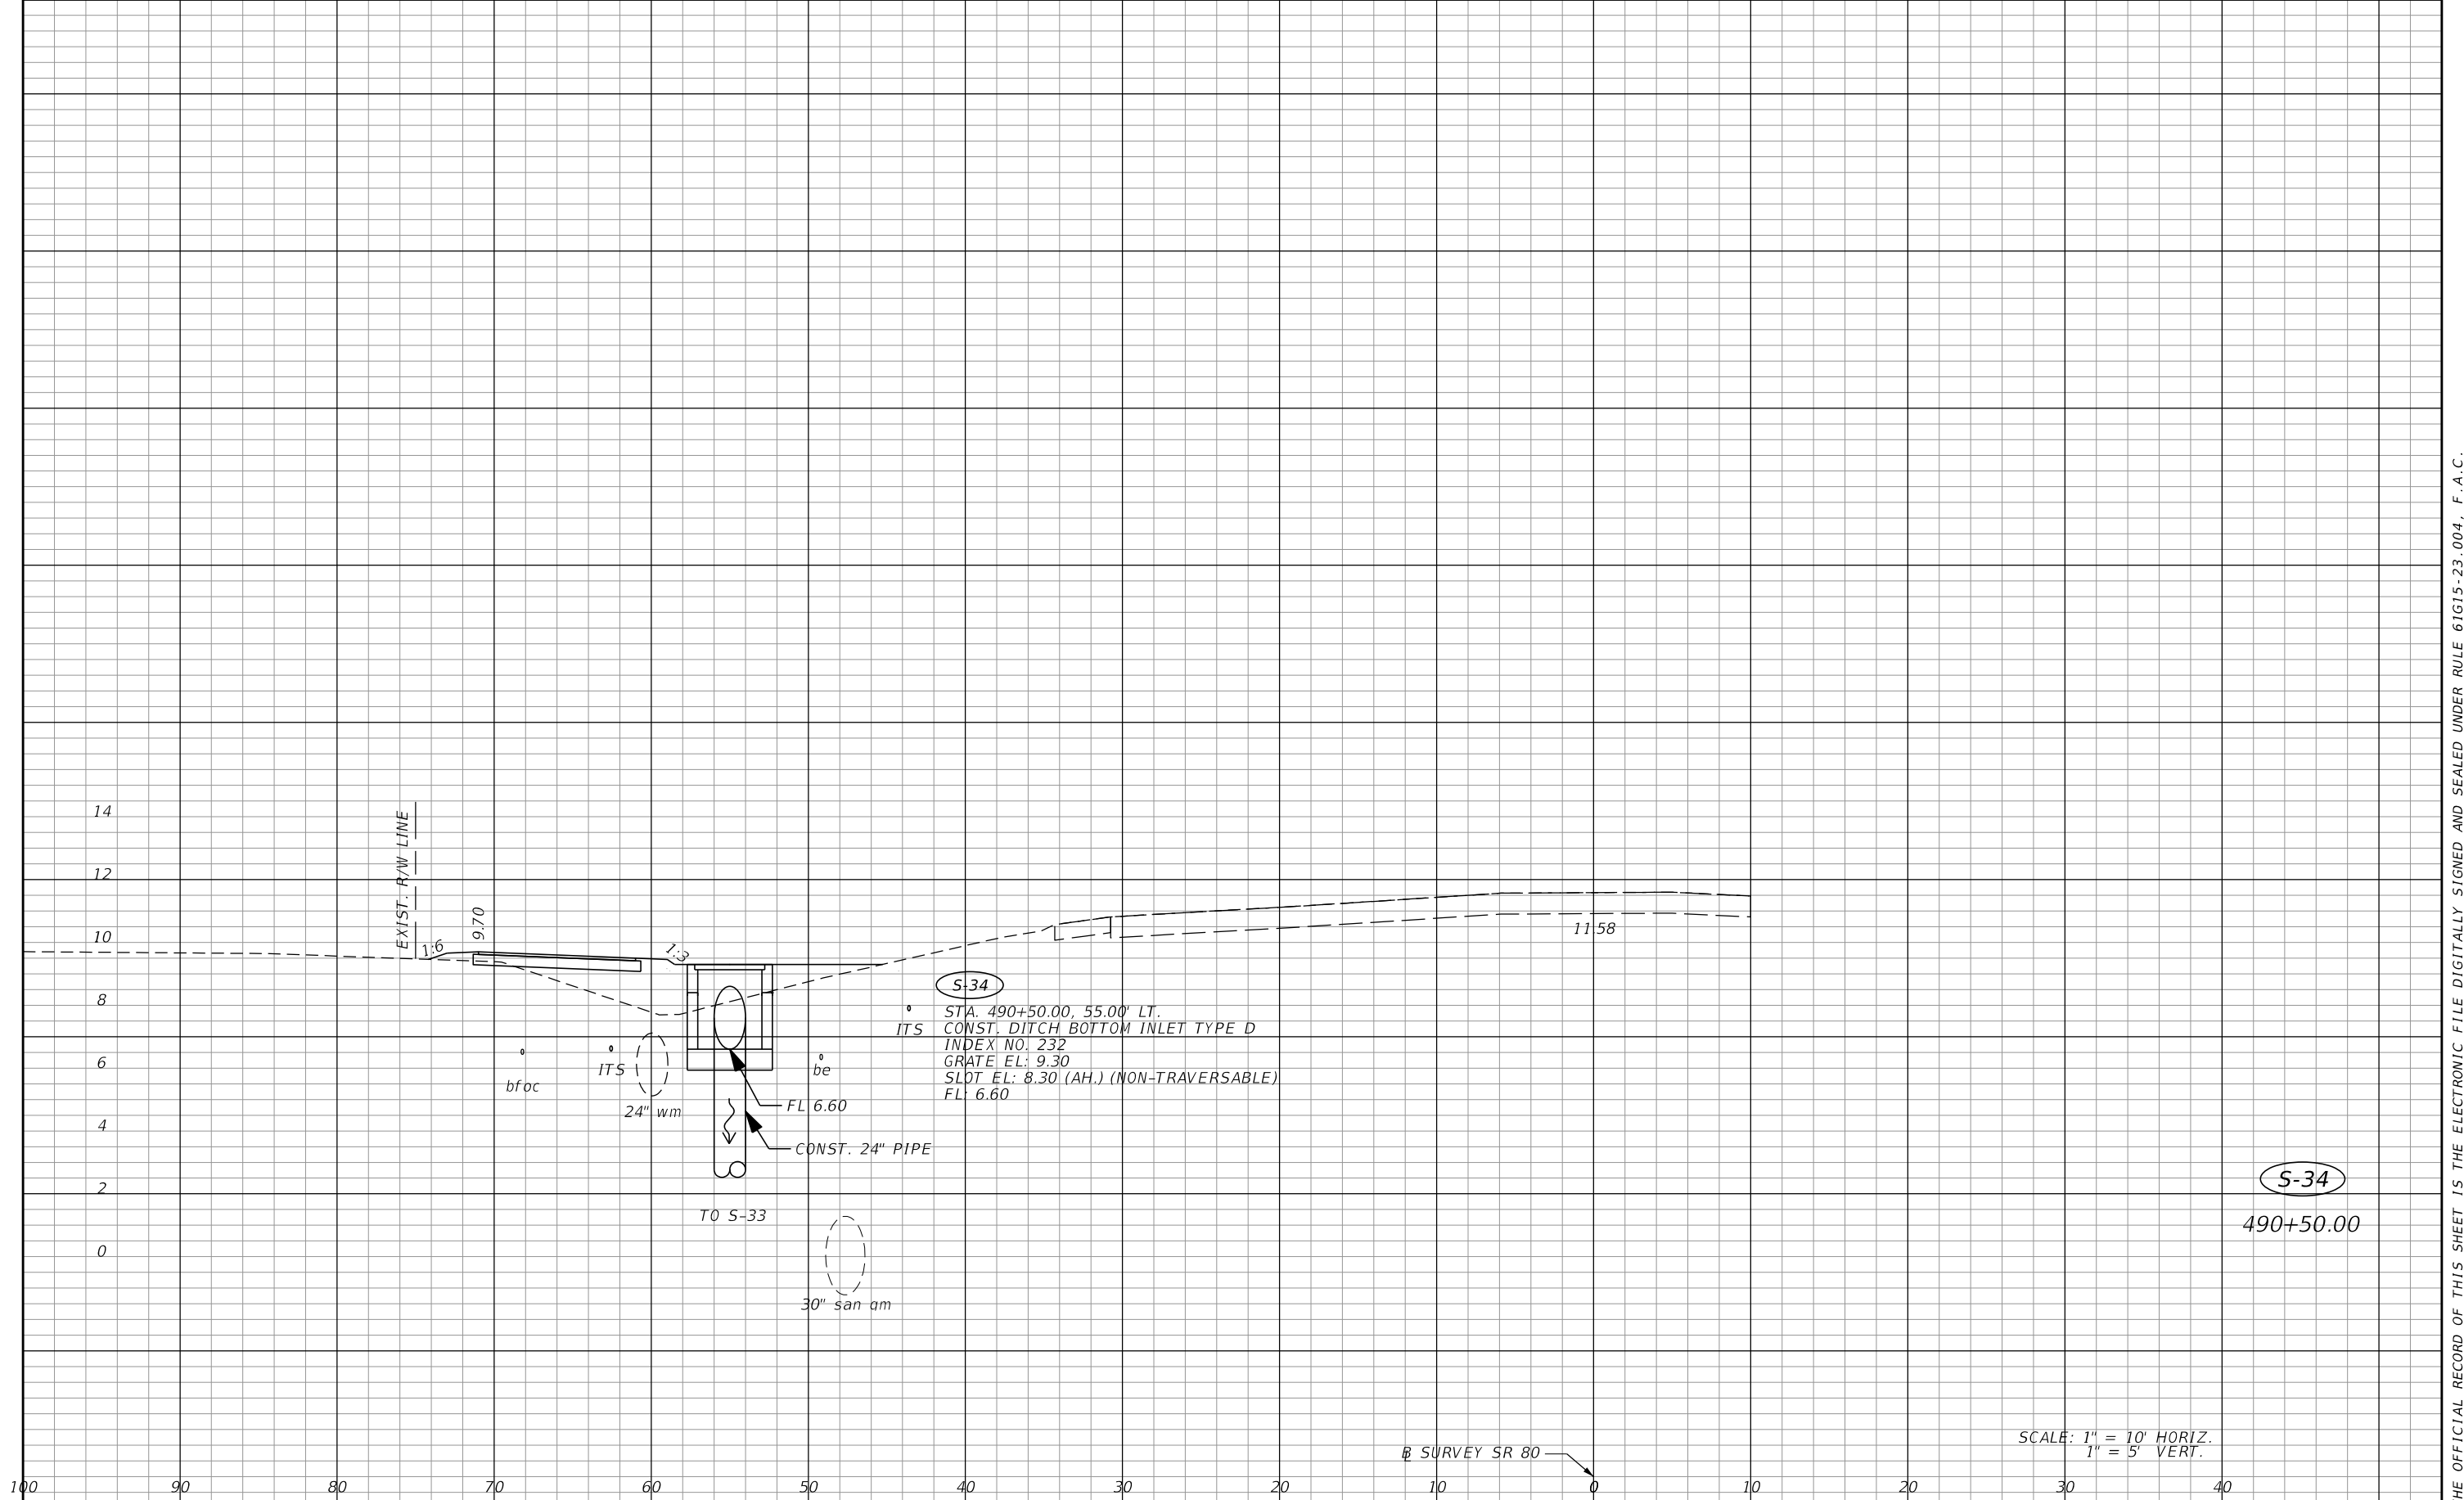 14
12
10
8
6
4
2
0
EXIST. R/W LINE
1:6
9.70
1:3
11.58
S-34
STA. 490+50.00, 55.00' LT.
CONST. DITCH BOTTOM INLET TYPE D
INDEX NO. 232
GRATE EL: 9.30
SLOT EL: 8.30 (AH.) (NON-TRAVERSABLE)
FL: 6.60
ITS
bfoc
ITS
24" wm
be
FL 6.60
CONST. 24" PIPE
TO S-33
30" san
S-34
490+50.00
SURVEY SR 80
SCALE: 1" = 10' HORIZ.
1" = 5' VERT.
100 90 80 70 60 50 40 30 20 10 0 10 20 30 40
HE OFFICIAL RECORD OF THIS SHEET IS THE ELECTRONIC FILE DIGITALLY SIGNED AND SEALED UNDER RULE 61G15-23.004, F.A.C.